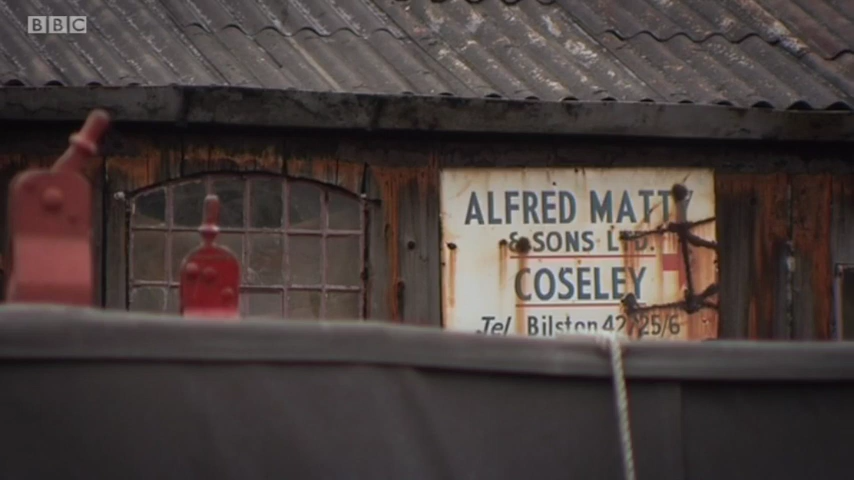 BBC
ALFRED MATTY
& SONS LTD.
COSELEY
Tel Bilston